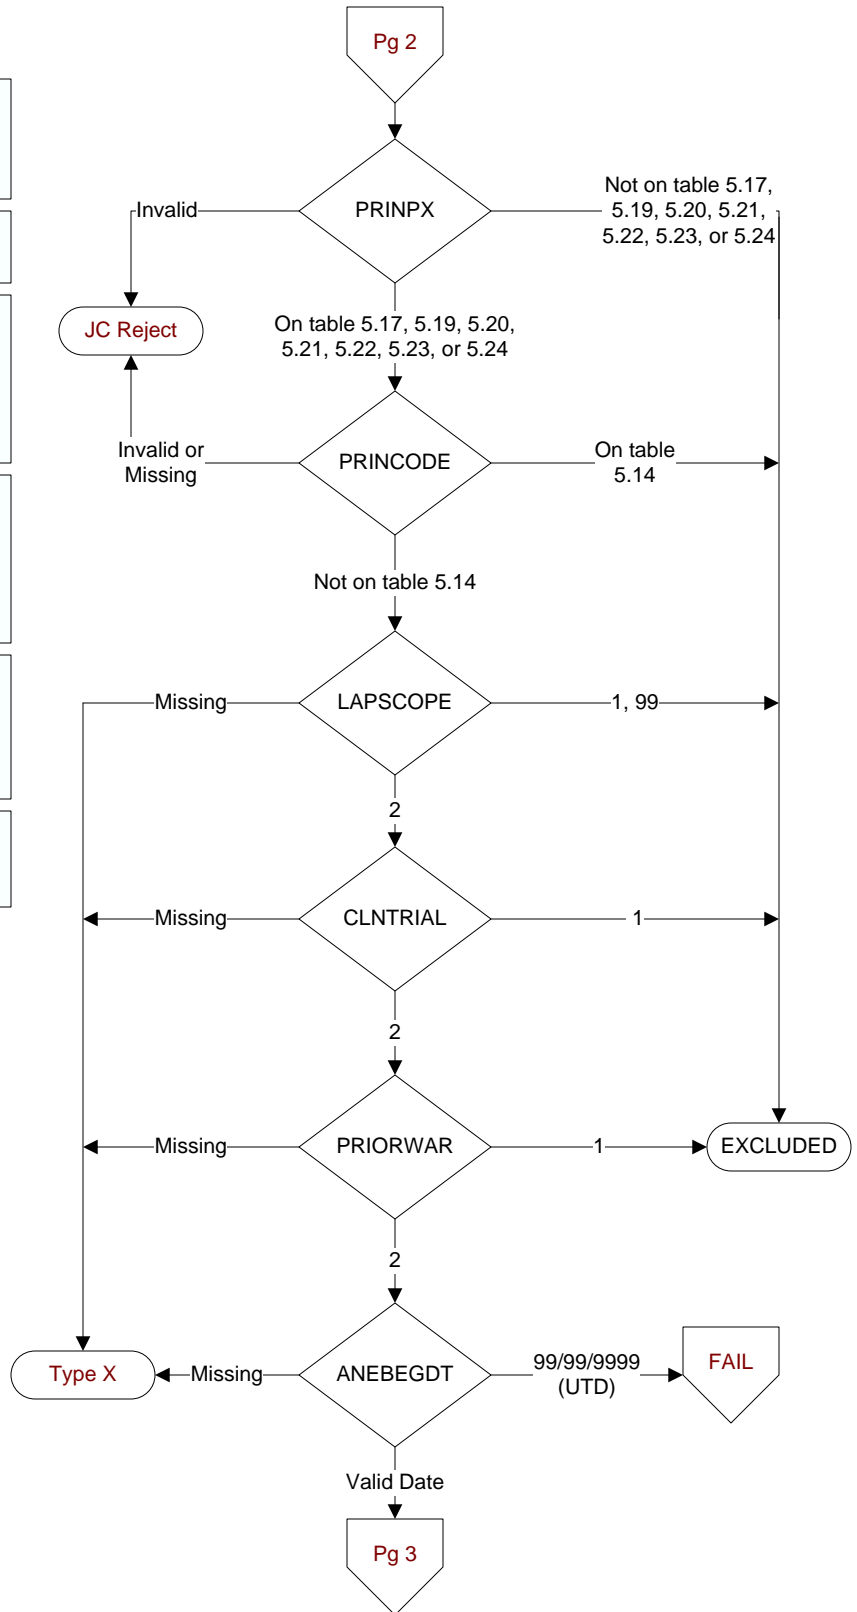 Pg 2
PRINPX
Invalid
Not on table 5.17,
5.19, 5.20, 5.21,
5.22, 5.23, or 5.24
JC Reject
On table 5.17, 5.19, 5.20,
5.21, 5.22, 5.23, or 5.24
Invalid or
Missing
PRINCODE
On table
5.14
Not on table 5.14
Missing
LAPSCOPE
1, 99
2
Missing
CLNTRIAL
1
2
Missing
PRIORWAR
1
EXCLUDED
2
Type X
Missing
ANEBEGDT
99/99/9999
(UTD)
FAIL
Valid Date
Pg 3